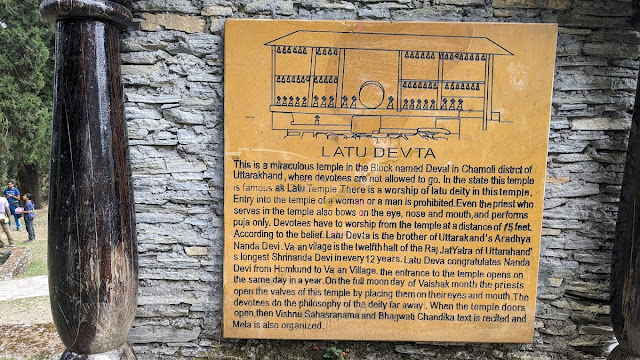 LATU DEVTA
This is a miraculous temple in the Block named Deval in Chamoli distrct of
Uttarakhand, where devotees are not allowed to go. In the state this temple
is famous as Latu Temple.There is a worship of latu deity in this temple.
Entry into the temple of a woman or a man is prohibited.Even the priest who
serves in the temple also bows on the eye, nose and mouth,and performs
puja only. Devotees have to worship from the temple at a distance of 15 feet.
According to the belief. Latu Devta is the brother of Uttarakand's Aradhya
Nanda Devi .Va an vilage is the twelfth halt of the Raj JatYatra of Uttarahand'
s longest Shrinanda Devi in every 12 years. Latu Deva congratulates Nanda
Devi from Homkund to Va an Village. the entrance to the temple opens on
the same day in a year.On the full moon day of Vaishak month the priests
open the valves of this temple by placing them on their eyes and mouth.The
devotees do the philosophy of the deily far away . When the temple doors
open,then Vishnu Sahasranama and Bhagwati Chandika text is recited and
Mela is also organized.